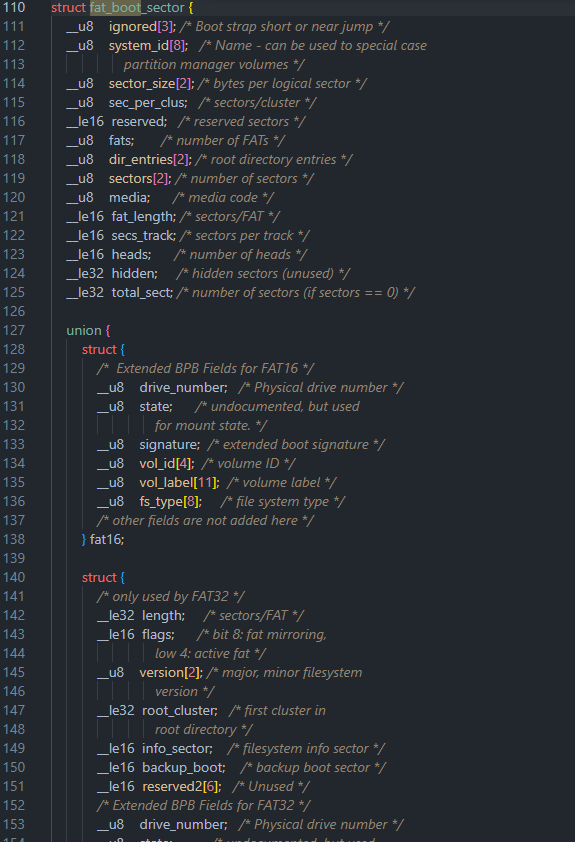 110 struct fat_boot_sector {
111 __u8 ignored[3]; /* Boot strap short or near jump */
112 __u8 system_id[8]; /* Name - can be used to special case
113 partition manager volumes */
114 __u8 sector_size[2]; /* bytes per logical sector */
115 __u8 sec_per_clus; /* sectors/cluster */
116 __le16 reserved; /* reserved sectors */
117 __u8 fats; /* number of FATs */
118 __u8 dir_entries[2]; /* root directory entries */
119 __u8 sectors[2]; /* number of sectors */
120 __u8 media; /* media code */
121 __le16 fat_length; /* sectors/FAT */
122 __le16 secs_track; /* sectors per track */
123 __le16 heads; /* number of heads */
124 __le32 hidden; /* hidden sectors (unused) */
125 __le32 total_sect; /* number of sectors (if sectors == 0) */
126
127 union {
128 struct {
129 /* Extended BPB Fields for FAT16 */
130 __u8 drive_number; /* Physical drive number */
131 __u8 state; /* undocumented, but used
132 for mount state. */
133 __u8 signature; /* extended boot signature */
134 __u8 vol_id[4]; /* volume ID */
135 __u8 vol_label[11]; /* volume label */
136 __u8 fs_type[8]; /* file system type */
137 /* other fields are not added here */
138 } fat16;
139
140 struct {
141 /* only used by FAT32 */
142 __le32 length; /* sectors/FAT */
143 __le16 flags; /* bit 8: fat mirroring,
144 low 4: active fat */
145 __u8 version[2]; /* major, minor filesystem
146 version */
147 __le32 root_cluster; /* first cluster in
148 root directory */
149 __le16 info_sector; /* filesystem info sector */
150 __le16 backup_boot; /* backup boot sector */
151 __le16 reserved2[6]; /* Unused */
152 /* Extended BPB Fields for FAT32 */
153 __u8 drive_number; /* Physical drive number */